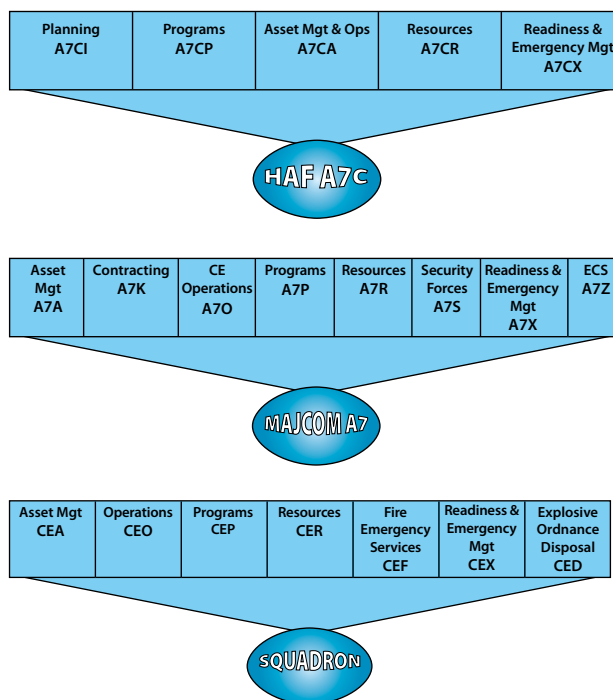 Planning
A7CI
Programs
A7CP
Asset Mgt & Ops
A7CA
Resources
A7CR
Readiness &
Emergency Mgt
A7CX
HAF A7C
Asset
Mgt
A7A
Contracting
A7K
CE
Operations
A7O
Programs
A7P
Resources
A7R
Security
Forces
A7S
Readiness &
Emergency
Mgt
A7X
ECS
A7Z
MAJCOM A7
Asset Mgt
CEA
Operations
CEO
Programs
CEP
Resources
CER
Fire
Emergency
Services
CEF
Readiness &
Emergency
Mgt
CEX
Explosive
Ordnance
Disposal
CED
SQUADRON